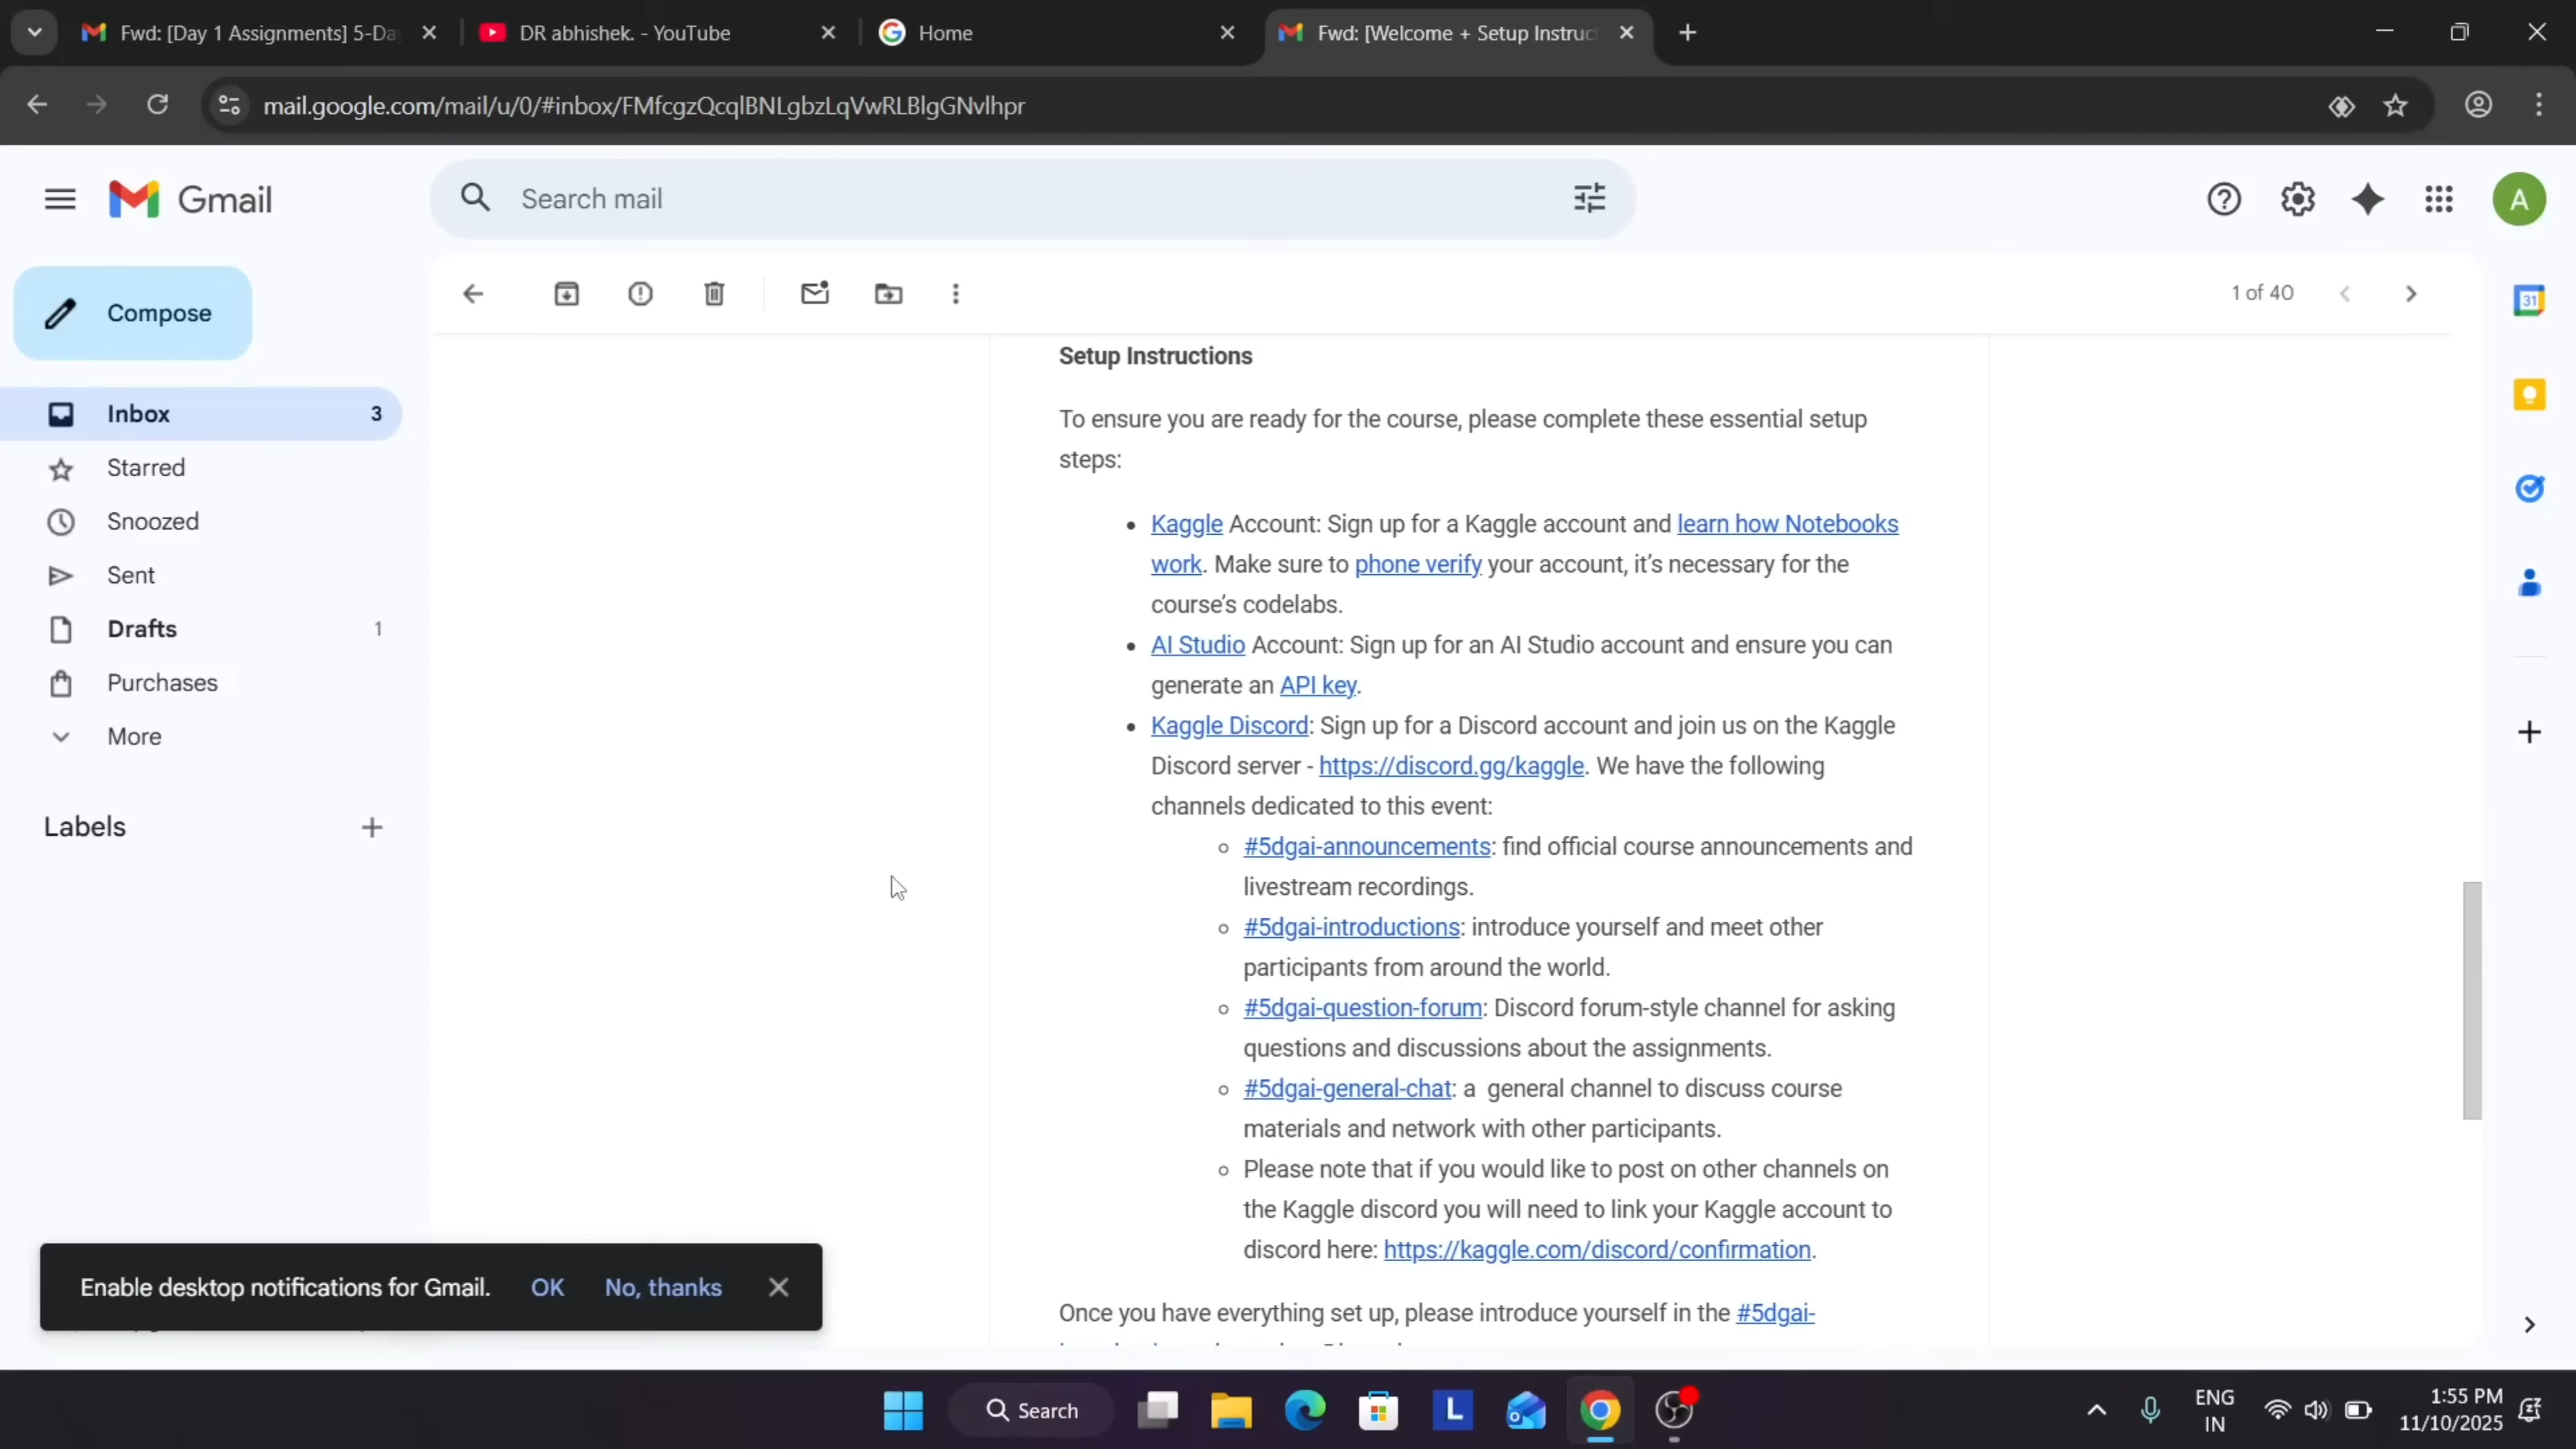 Fwd: [Day 1 Assignments] 5-Day
DR abhishek. - YouTube
Home
Fwd: [Welcome + Setup Instruc
mail.google.com/mail/u/0/#inbox/FMfcgzQcqlBNLgbzLqVwRLBlgGNvlhpr
Gmail
Search mail
A
Compose
1 of 40
31
Inbox 3
Starred
Snoozed
Sent
Drafts 1
Purchases
More
Labels
Setup Instructions
To ensure you are ready for the course, please complete these essential setup
steps:
Kaggle Account: Sign up for a Kaggle account and learn how Notebooks
work. Make sure to phone verify your account, it’s necessary for the
course’s codelabs.
AI Studio Account: Sign up for an AI Studio account and ensure you can
generate an API key.
Kaggle Discord: Sign up for a Discord account and join us on the Kaggle
Discord server - https://discord.gg/kaggle. We have the following
channels dedicated to this event:
#5dgai-announcements: find official course announcements and
livestream recordings.
#5dgai-introductions: introduce yourself and meet other
participants from around the world.
#5dgai-question-forum: Discord forum-style channel for asking
questions and discussions about the assignments.
#5dgai-general-chat: a general channel to discuss course
materials and network with other participants.
Please note that if you would like to post on other channels on
the Kaggle discord you will need to link your Kaggle account to
discord here: https://kaggle.com/discord/confirmation.
Once you have everything set up, please introduce yourself in the #5dgai-
Enable desktop notifications for Gmail. OK No, thanks
Search
L
ENG
IN
1:55 PM
11/10/2025